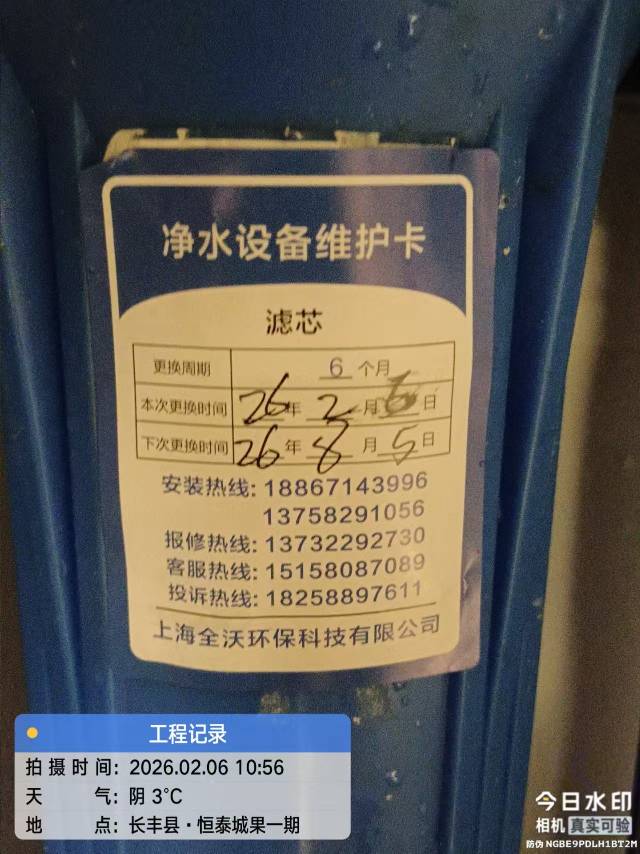 净水设备维护卡
滤芯
更换周期 6 个月
本次更换时间 26 年 2 月 6 日
下次更换时间 26 年 8 月 5 日
安装热线: 18867143996
13758291056
报修热线: 13732292730
客服热线: 15158087089
投诉热线: 18258897611
上海全沃环保科技有限公司
工程记录
拍摄时间: 2026.02.06 10:56
天气: 阴 3°C
地点: 长丰县·恒泰城果一期
今日水印
相机 真实可验
防伪 NGBE9PDLH1BT2M